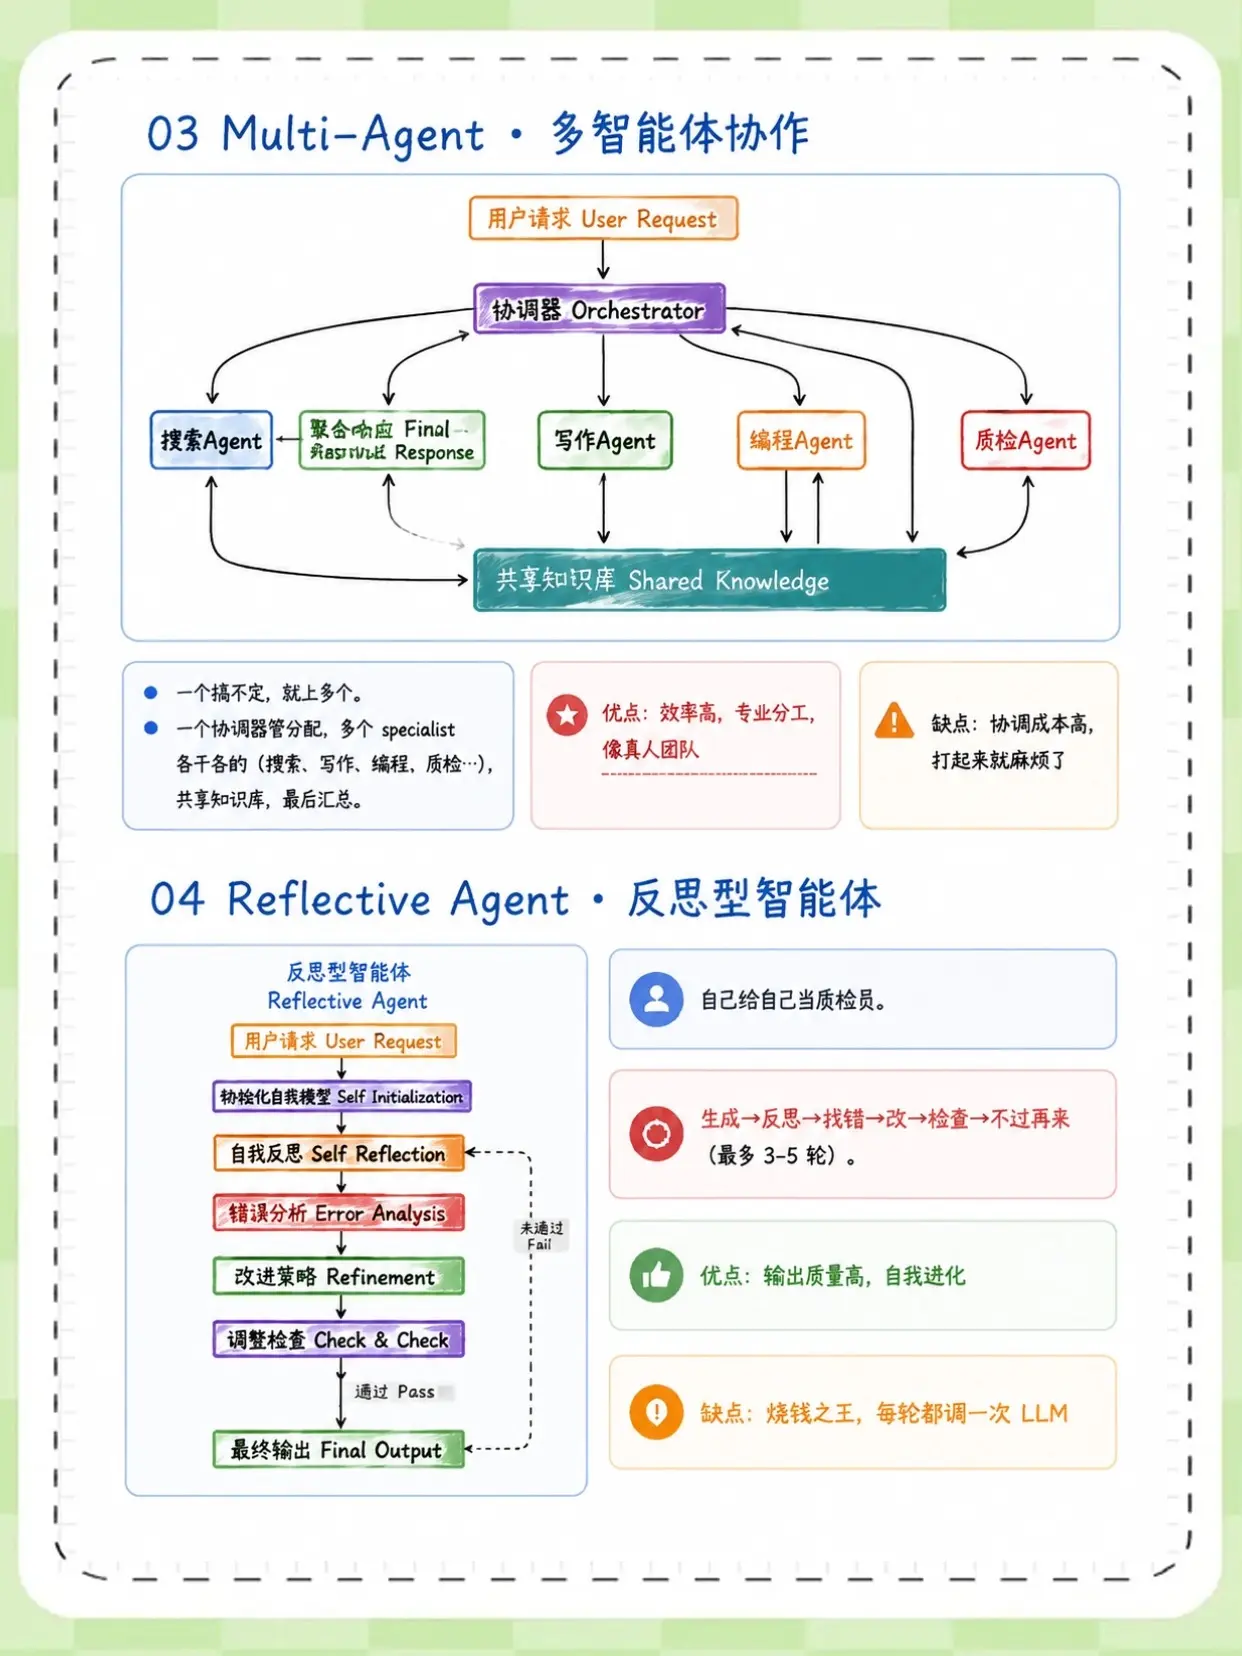 03 Multi-Agent · 多智能体协作
用户请求 User Request
协调器 Orchestrator
搜索Agent
聚合响应 Final
Response
写作Agent
编程Agent
质检Agent
共享知识库 Shared Knowledge
一个搞不定，就上多个。
一个协调器管分配，多个 specialist
各干各的（搜索、写作、编程，质检…），
共享知识库，最后汇总。
优点：效率高，专业分工，
像真人团队
缺点：协调成本高，
打起来就麻烦了
04 Reflective Agent · 反思型智能体
反思型智能体
Reflective Agent
用户请求 User Request
化自我模型 Self Initialization
自我反思 Self Reflection
错误分析 Error Analysis
改进策略 Refinement
调整检查 Check & Check
通过 Pass
最终输出 Final Output
未通过
Fail
自己给自己当质检员。
生成→反思→找错→改→检查→不过再来
（最多 3-5 轮）。
优点：输出质量高，自我进化
缺点：烧钱之王，每轮都调一次 LLM